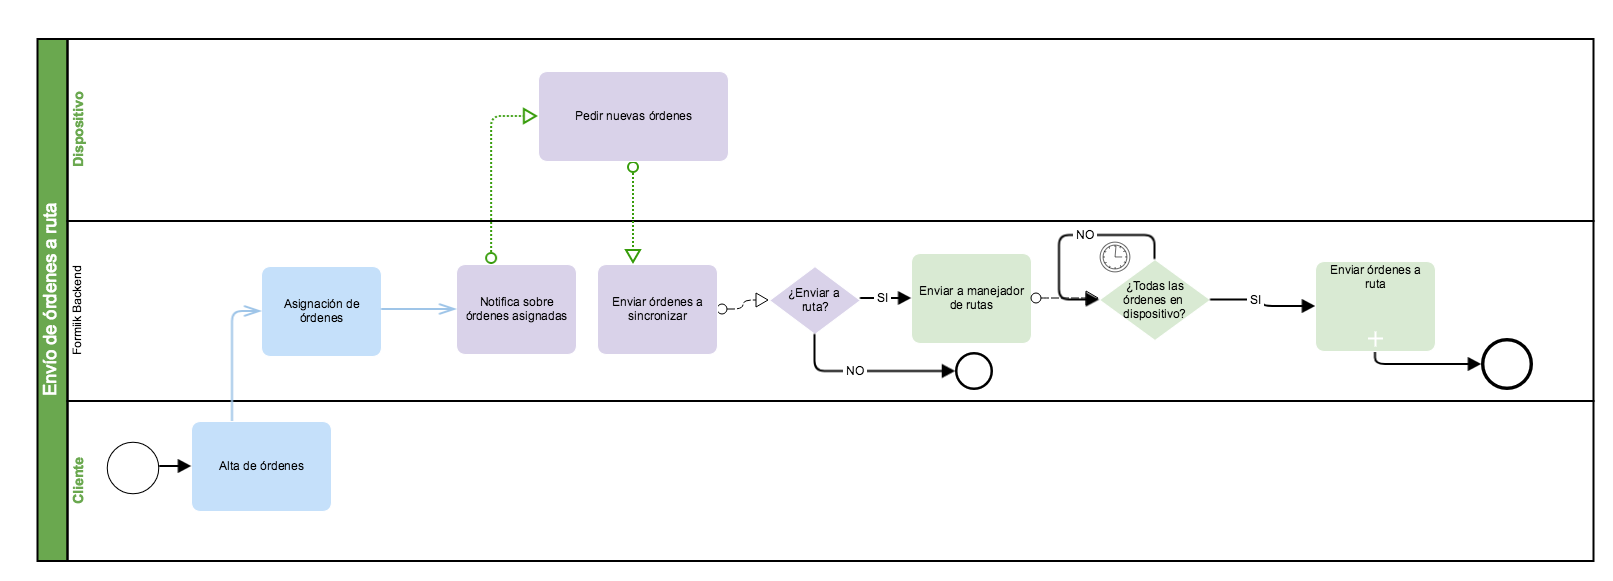 Envío de órdenes a ruta
Dispositivo
Pedir nuevas órdenes
Formiik Backend
Asignación de
órdenes
Notifica sobre
órdenes asignadas
Enviar órdenes a
sincronizar
¿Enviar a
ruta?
SI
NO
Enviar a manejador
de rutas
NO
¿Todas las
órdenes en
dispositivo?
SI
Enviar órdenes a
ruta
Cliente
Alta de órdenes